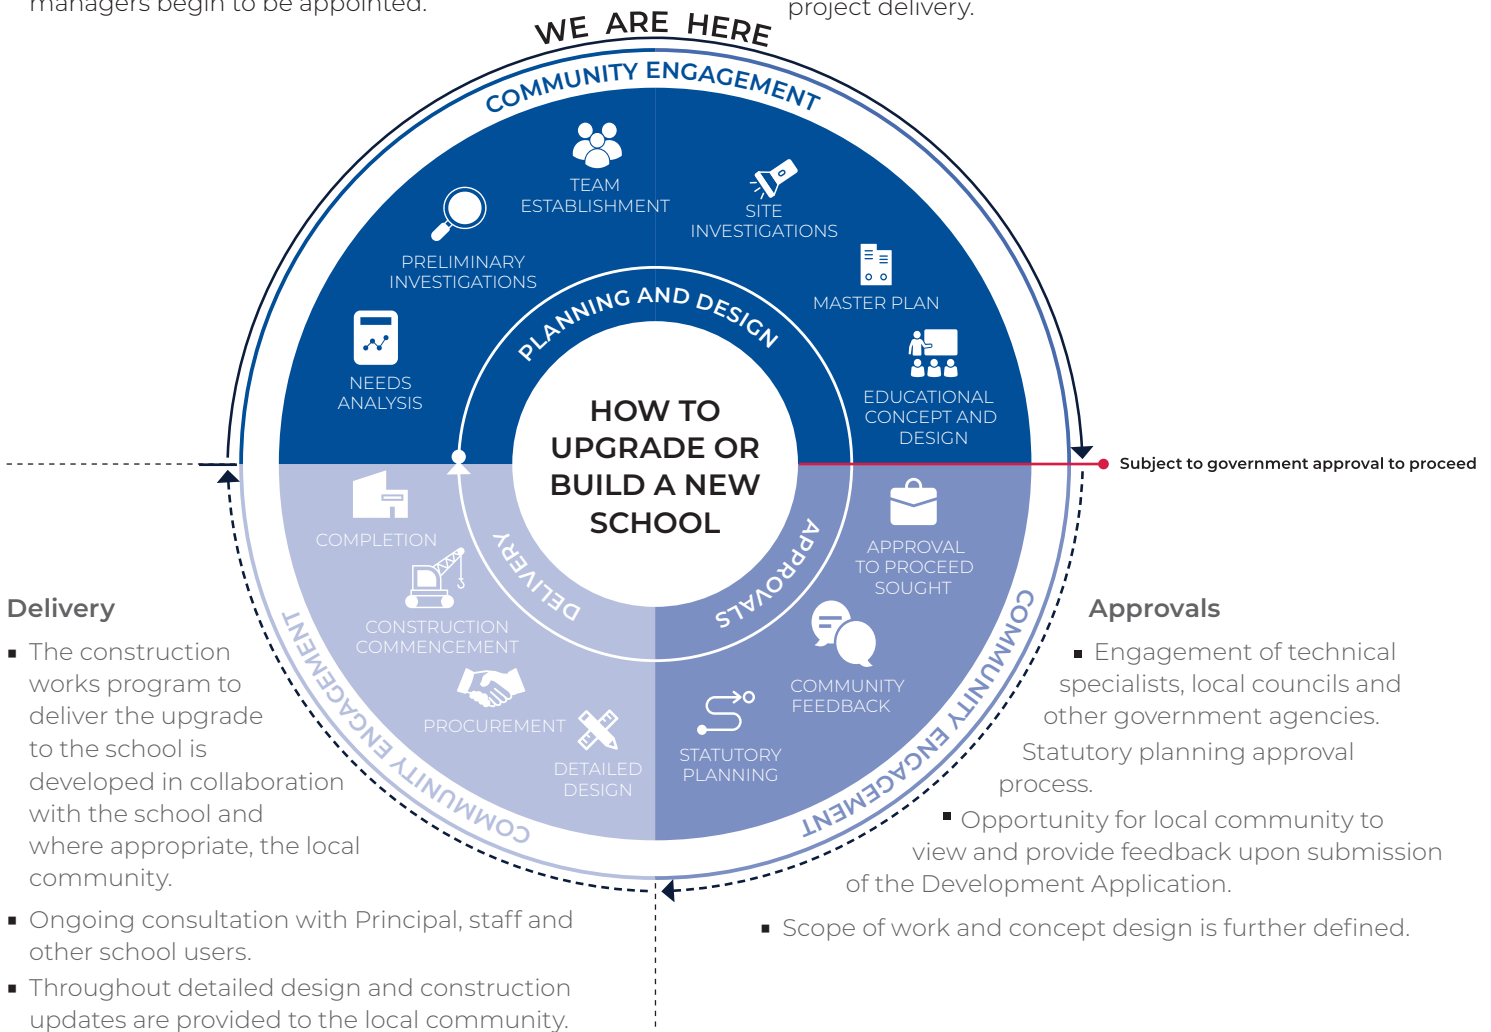 managers begin to be appointed.
project delivery.
WE ARE HERE
COMMUNITY ENGAGEMENT
TEAM
ESTABLISHMENT
SITE
INVESTIGATIONS
PRELIMINARY
INVESTIGATIONS
MASTER PLAN
NEEDS
ANALYSIS
EDUCATIONAL
CONCEPT AND
DESIGN
PLANNING AND DESIGN
HOW TO
UPGRADE OR
BUILD A NEW
SCHOOL
Subject to government approval to proceed
APPROVALS
APPROVAL
TO PROCEED
SOUGHT
COMMUNITY
FEEDBACK
STATUTORY
PLANNING
COMMUNITY ENGAGEMENT
DELIVERY
COMPLETION
CONSTRUCTION
COMMENCEMENT
PROCUREMENT
DETAILED
DESIGN
COMMUNITY ENGAGEMENT
Delivery
▪ The construction
works program to
deliver the upgrade
to the school is
developed in collaboration
with the school and
where appropriate, the local
community.
▪ Ongoing consultation with Principal, staff and
other school users.
▪ Throughout detailed design and construction
updates are provided to the local community.
Approvals
▪ Engagement of technical
specialists, local councils and
other government agencies.
Statutory planning approval
process.
▪ Opportunity for local community to
view and provide feedback upon submission
of the Development Application.
▪ Scope of work and concept design is further defined.